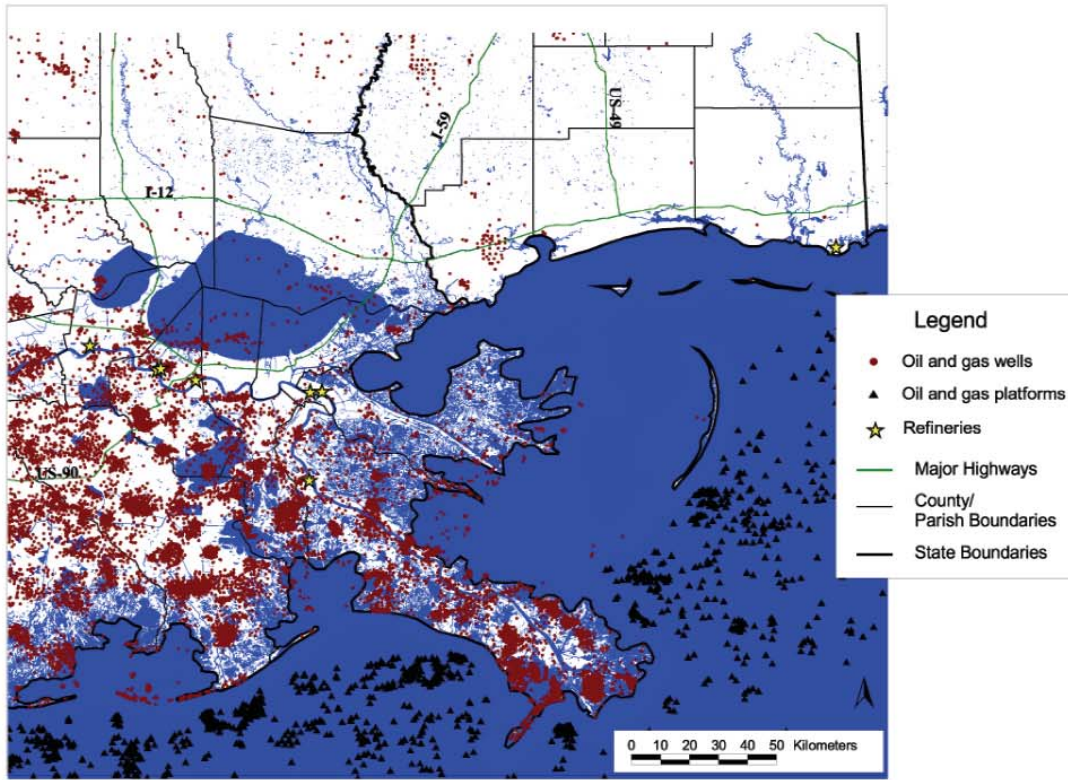 I-59
US-49
I-12
US-90
Legend
Oil and gas wells
Oil and gas platforms
Refineries
Major Highways
County/
Parish Boundaries
State Boundaries
0 10 20 30 40 50 Kilometers